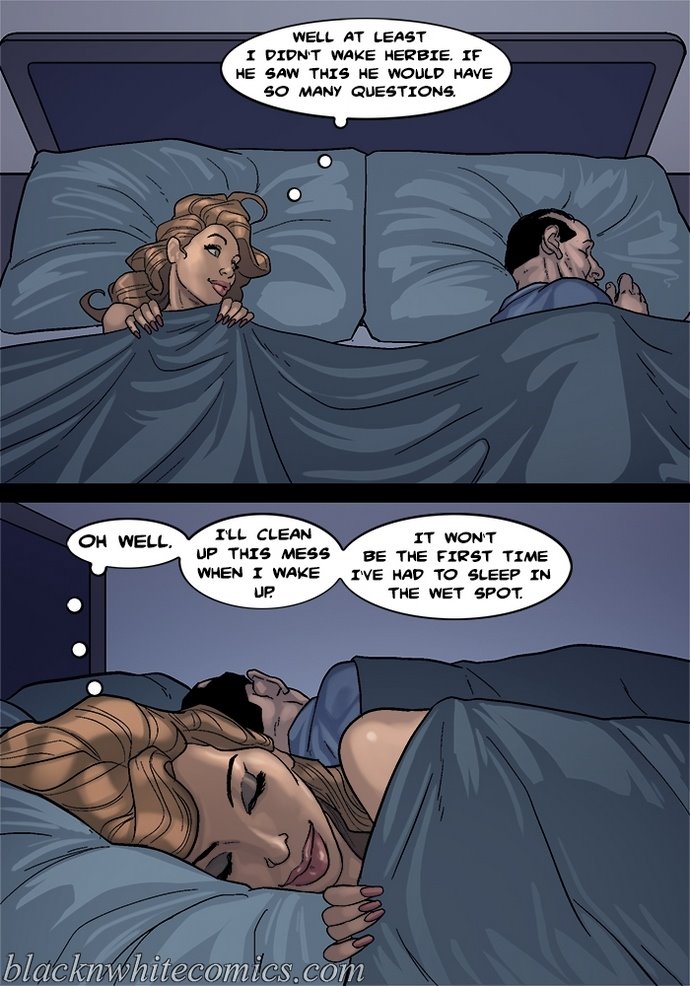 WELL AT LEAST
I DIDN'T WAKE HERBIE. IF
HE SAW THIS HE WOULD HAVE
SO MANY QUESTIONS.
OH WELL.
I'LL CLEAN
UP THIS MESS
WHEN I WAKE
UP.
IT WON'T
BE THE FIRST TIME
I'VE HAD TO SLEEP IN
THE WET SPOT.
blacknwhitecomics.com